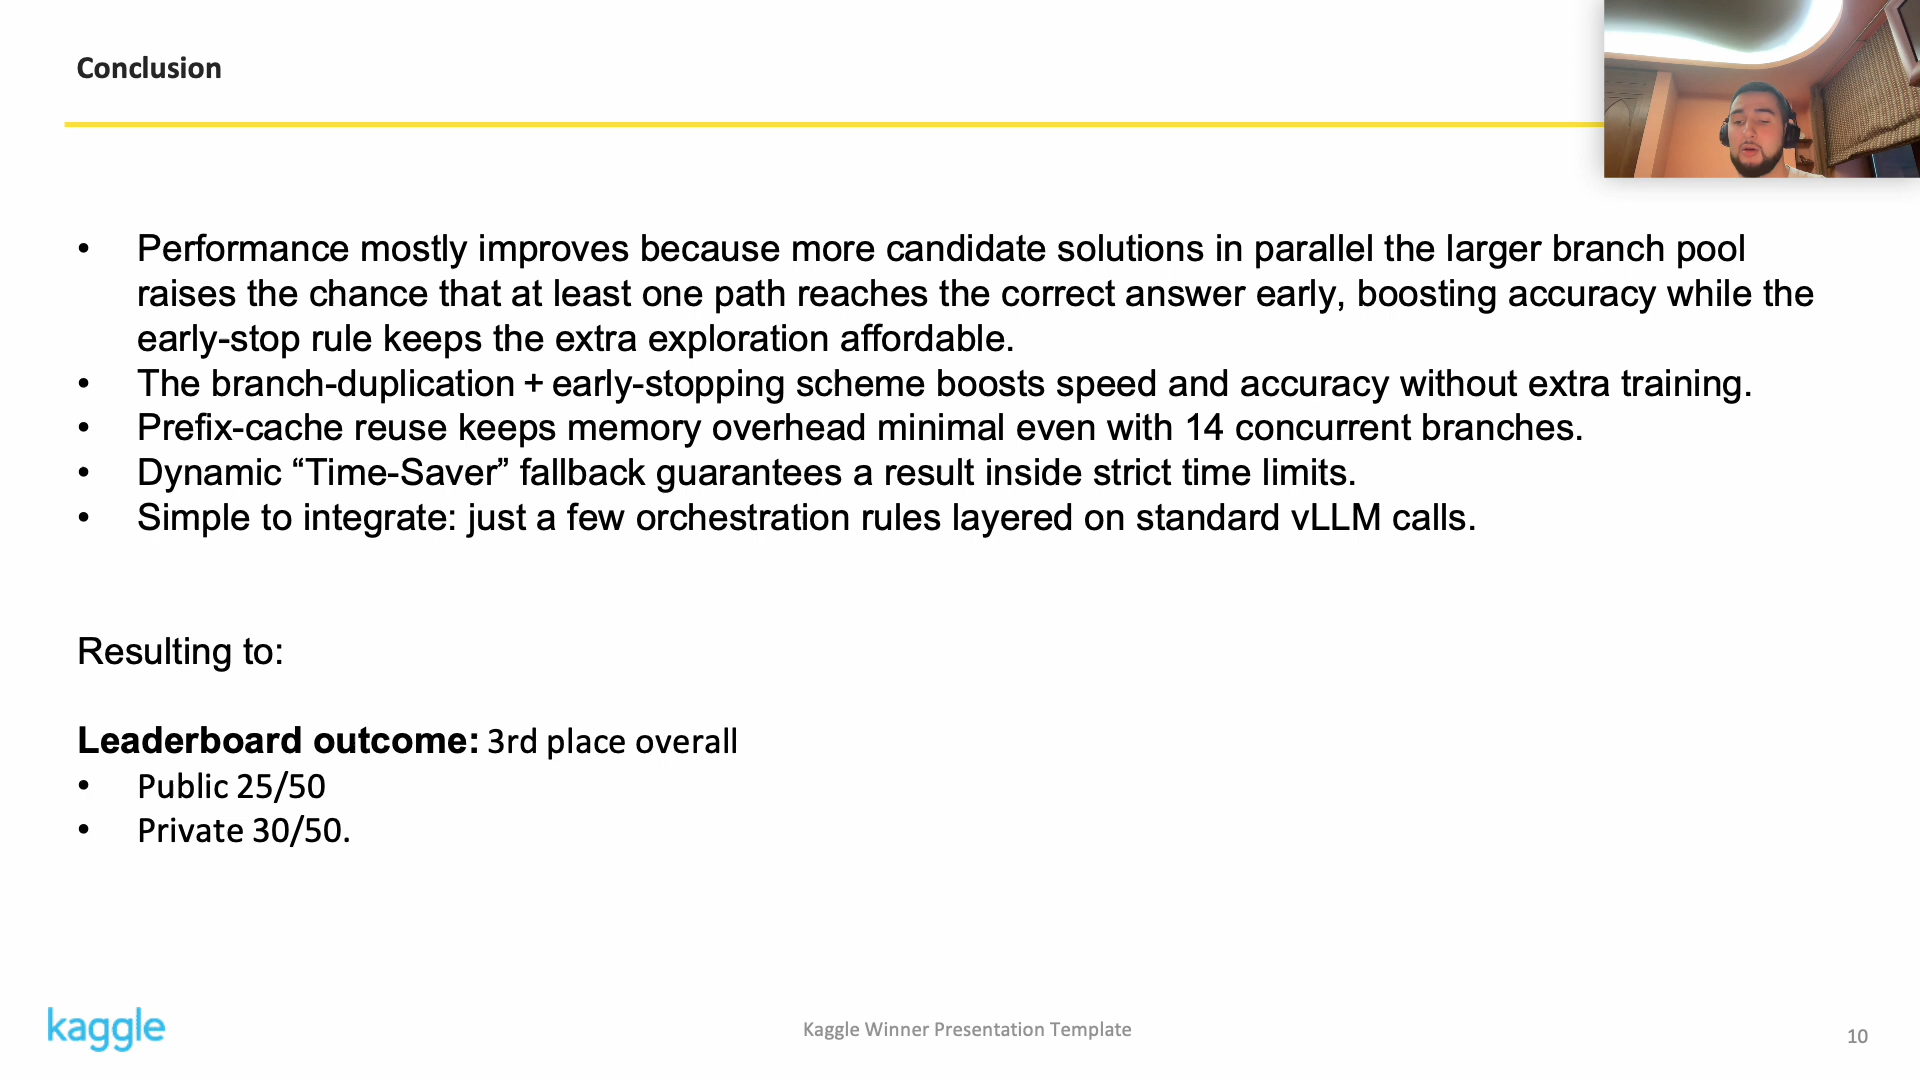 Conclusion
• Performance mostly improves because more candidate solutions in parallel the larger branch pool
raises the chance that at least one path reaches the correct answer early, boosting accuracy while the
early-stop rule keeps the extra exploration affordable.
• The branch-duplication + early-stopping scheme boosts speed and accuracy without extra training.
• Prefix-cache reuse keeps memory overhead minimal even with 14 concurrent branches.
• Dynamic “Time-Saver” fallback guarantees a result inside strict time limits.
• Simple to integrate: just a few orchestration rules layered on standard vLLM calls.
Resulting to:
Leaderboard outcome: 3rd place overall
• Public 25/50
• Private 30/50.
kaggle
Kaggle Winner Presentation Template
10